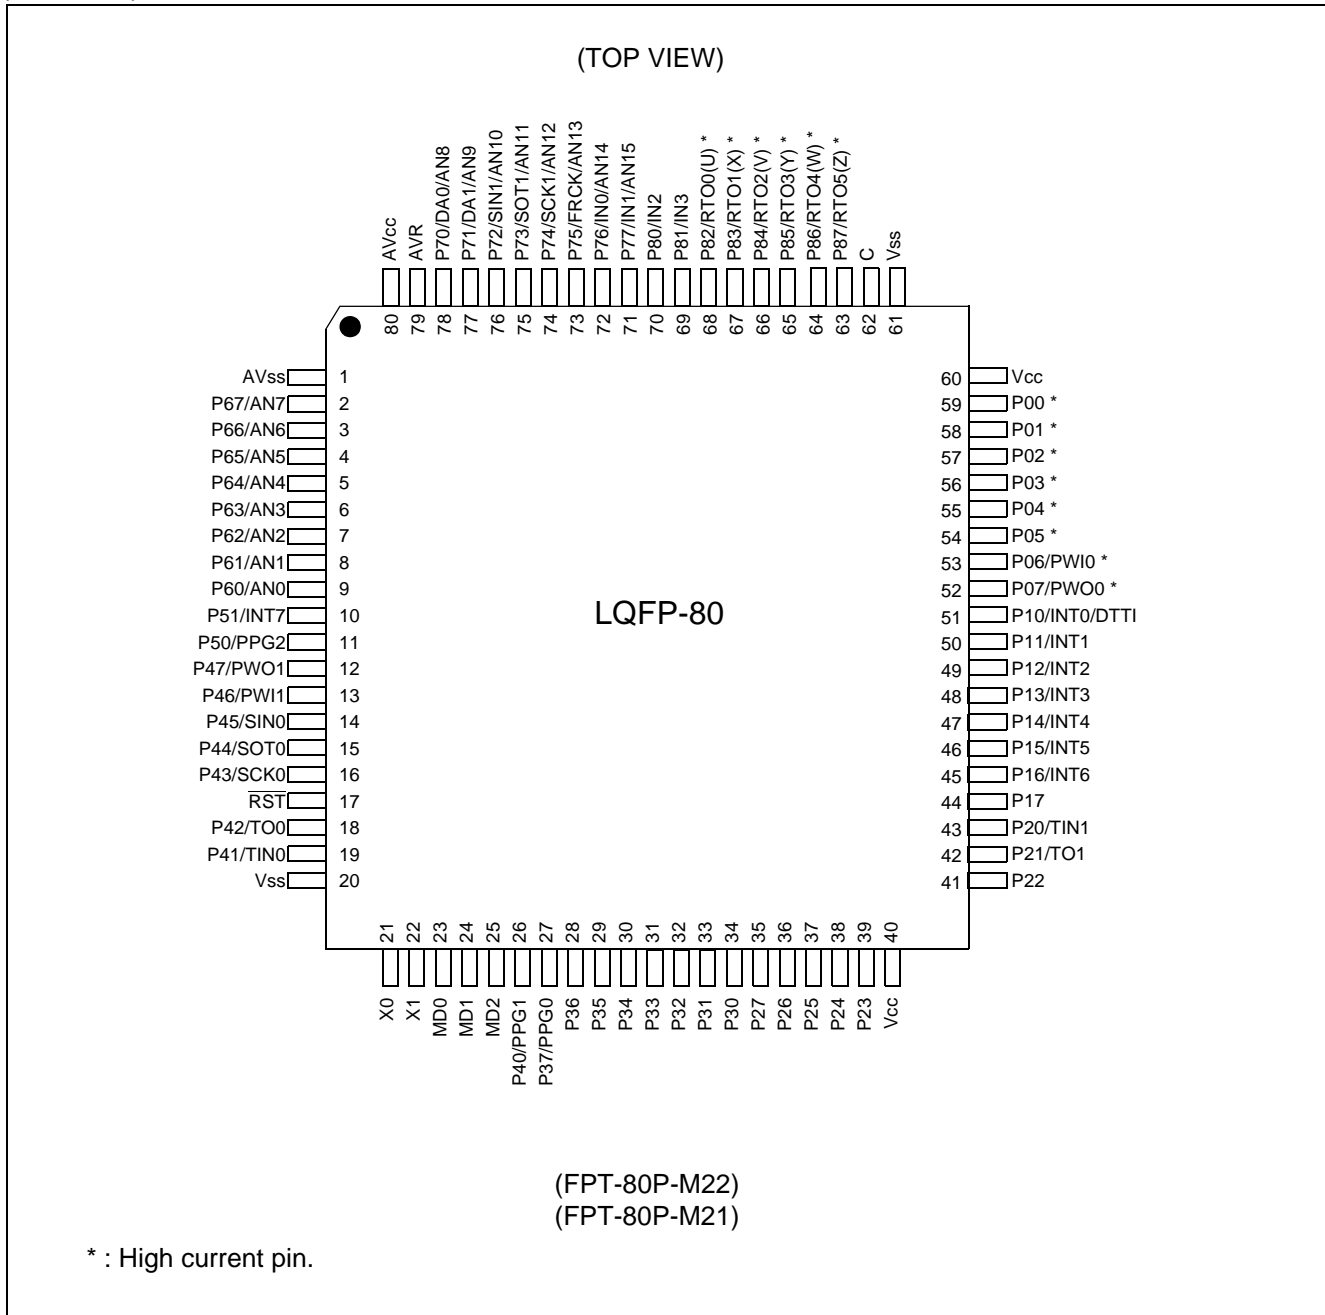 (TOP VIEW)
AVcc
AVR
P70/DA0/AN8
P71/DA1/AN9
P72/SIN1/AN10
P73/SOT1/AN11
P74/SCK1/AN12
P75/FRCK/AN13
P76/IN0/AN14
P77/IN1/AN15
P80/IN2
P81/IN3
P82/RTO0(U) *
P83/RTO1(X) *
P84/RTO2(V) *
P85/RTO3(Y) *
P86/RTO4(W) *
P87/RTO5(Z) *
C
Vss
80 79 78 77 76 75 74 73 72 71 70 69 68 67 66 65 64 63 62 61
AVss 1
P67/AN7 2
P66/AN6 3
P65/AN5 4
P64/AN4 5
P63/AN3 6
P62/AN2 7
P61/AN1 8
P60/AN0 9
P51/INT7 10
P50/PPG2 11
P47/PWO1 12
P46/PWI1 13
P45/SIN0 14
P44/SOT0 15
P43/SCK0 16
RST 17
P42/TO0 18
P41/TIN0 19
Vss 20
LQFP-80
60 Vcc
59 P00 *
58 P01 *
57 P02 *
56 P03 *
55 P04 *
54 P05 *
53 P06/PWI0 *
52 P07/PWO0 *
51 P10/INT0/DTTI
50 P11/INT1
49 P12/INT2
48 P13/INT3
47 P14/INT4
46 P15/INT5
45 P16/INT6
44 P17
43 P20/TIN1
42 P21/TO1
41 P22
21 22 23 24 25 26 27 28 29 30 31 32 33 34 35 36 37 38 39 40
X0
X1
MD0
MD1
MD2
P40/PPG1
P37/PPG0
P36
P35
P34
P33
P32
P31
P30
P27
P26
P25
P24
P23
Vcc
(FPT-80P-M22)
(FPT-80P-M21)
* : High current pin.